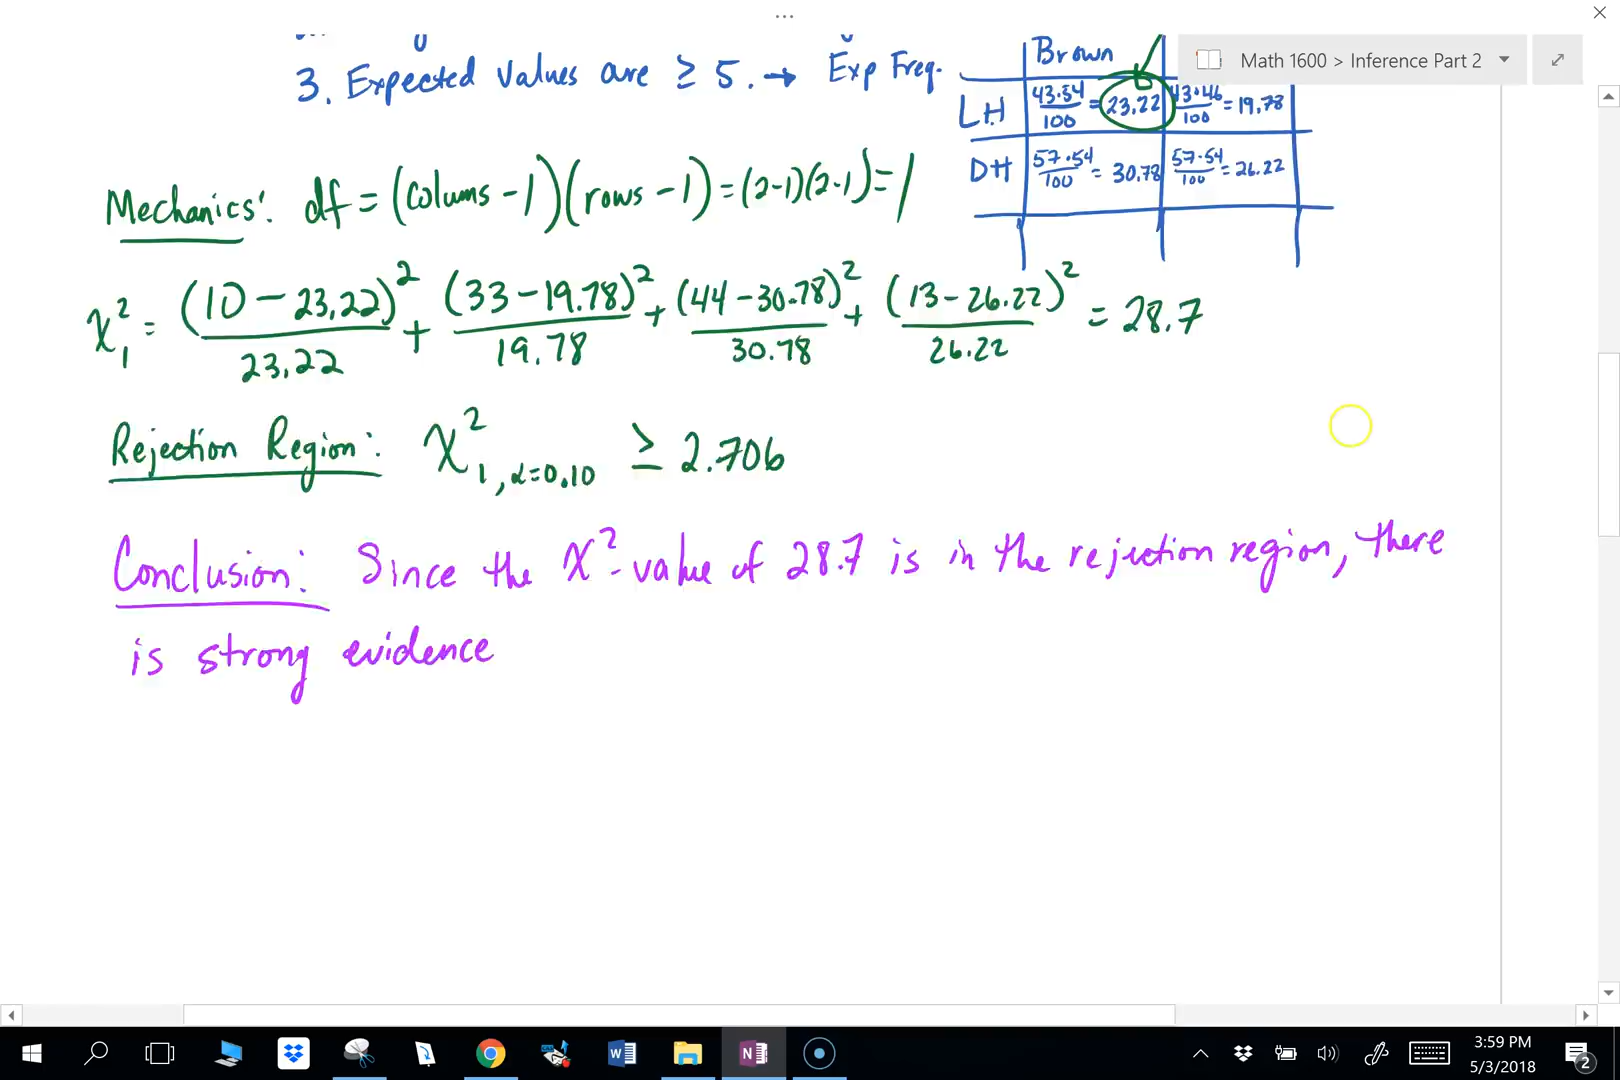 ...
Math 1600 > Inference Part 2
3. Expected Values are ≥ 5. → Exp Freq.
Brown
LH 43·54/100 = 23.22 43·46/100 = 19.78
DH 57·54/100 = 30.78 57·54/100 = 26.22
Mechanics: df = (colums - 1)(rows - 1) = (2-1)(2-1) = 1
χ²₁ = (10 - 23.22)²/23.22 + (33 - 19.78)²/19.78 + (44 - 30.78)²/30.78 + (13 - 26.22)²/26.22 = 28.7
Rejection Region: χ²₁,α=0.10 ≥ 2.706
Conclusion: Since the χ²-value of 28.7 is in the rejection region, there
is strong evidence
3:59 PM
5/3/2018
2